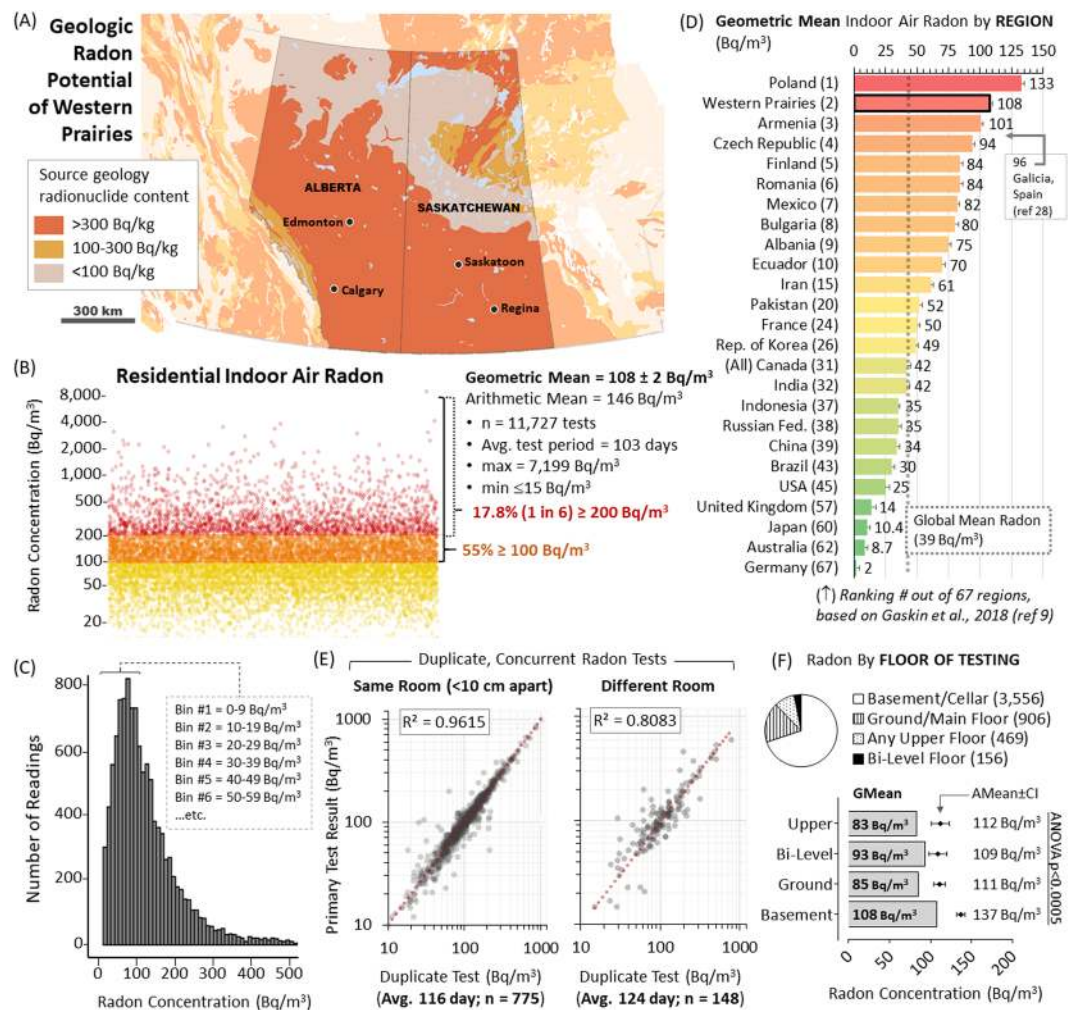 (A)
Geologic
Radon
Potential
of Western
Prairies
Source geology
radionuclide content
>300 Bq/kg
100-300 Bq/kg
<100 Bq/kg
300 km
ALBERTA
SASKATCHEWAN
Edmonton
Saskatoon
Calgary
Regina
(B)
Residential Indoor Air Radon
Radon Concentration (Bq/m³)
8,000-
4,000-
2,000-
1,000-
500-
200-
100-
50-
20-
Geometric Mean = 108 ± 2 Bq/m³
Arithmetic Mean = 146 Bq/m³
• n = 11,727 tests
• Avg. test period = 103 days
• max = 7,199 Bq/m³
• min ≤15 Bq/m³
17.8% (1 in 6) ≥ 200 Bq/m³
55% ≥ 100 Bq/m³
(C)
Number of Readings
800
600
400
200
0
Bin #1 = 0-9 Bq/m³
Bin #2 = 10-19 Bq/m³
Bin #3 = 20-29 Bq/m³
Bin #4 = 30-39 Bq/m³
Bin #5 = 40-49 Bq/m³
Bin #6 = 50-59 Bq/m³
...etc.
0 100 200 300 400 500
Radon Concentration (Bq/m³)
(D) Geometric Mean Indoor Air Radon by REGION
(Bq/m³)
0 25 50 75 100 125 150
Poland (1) 133
Western Prairies (2) 108
Armenia (3) 101
Czech Republic (4) 94
Finland (5) 84
Romania (6) 84
Mexico (7) 82
Bulgaria (8) 80
Albania (9) 75
Ecuador (10) 70
Iran (15) 61
Pakistan (20) 52
France (24) 50
Rep. of Korea (26) 49
(All) Canada (31) 42
India (32) 42
Indonesia (37) 35
Russian Fed. (38) 35
China (39) 34
Brazil (43) 30
USA (45) 25
United Kingdom (57) 14
Japan (60) 10.4
Australia (62) 8.7
Germany (67) 2
96
Galicia,
Spain
(ref 28)
Global Mean Radon
(39 Bq/m³)
(↑) Ranking # out of 67 regions,
based on Gaskin et al., 2018 (ref 9)
(E)
Duplicate, Concurrent Radon Tests
Same Room (<10 cm apart)
R² = 0.9615
Primary Test Result (Bq/m³)
1000
100
10
10 100 1000
Duplicate Test (Bq/m³)
(Avg. 116 day; n = 775)
Different Room
R² = 0.8083
10 100 1000
Duplicate Test (Bq/m³)
(Avg. 124 day; n = 148)
(F)
Radon By FLOOR OF TESTING
Basement/Cellar (3,556)
Ground/Main Floor (906)
Any Upper Floor (469)
Bi-Level Floor (156)
GMean
AMean±CI
Upper 83 Bq/m³ 112 Bq/m³
Bi-Level 93 Bq/m³ 109 Bq/m³
Ground 85 Bq/m³ 111 Bq/m³
Basement 108 Bq/m³ 137 Bq/m³
ANOVA p<0.0005
0 50 100 150 200
Radon Concentration (Bq/m³)